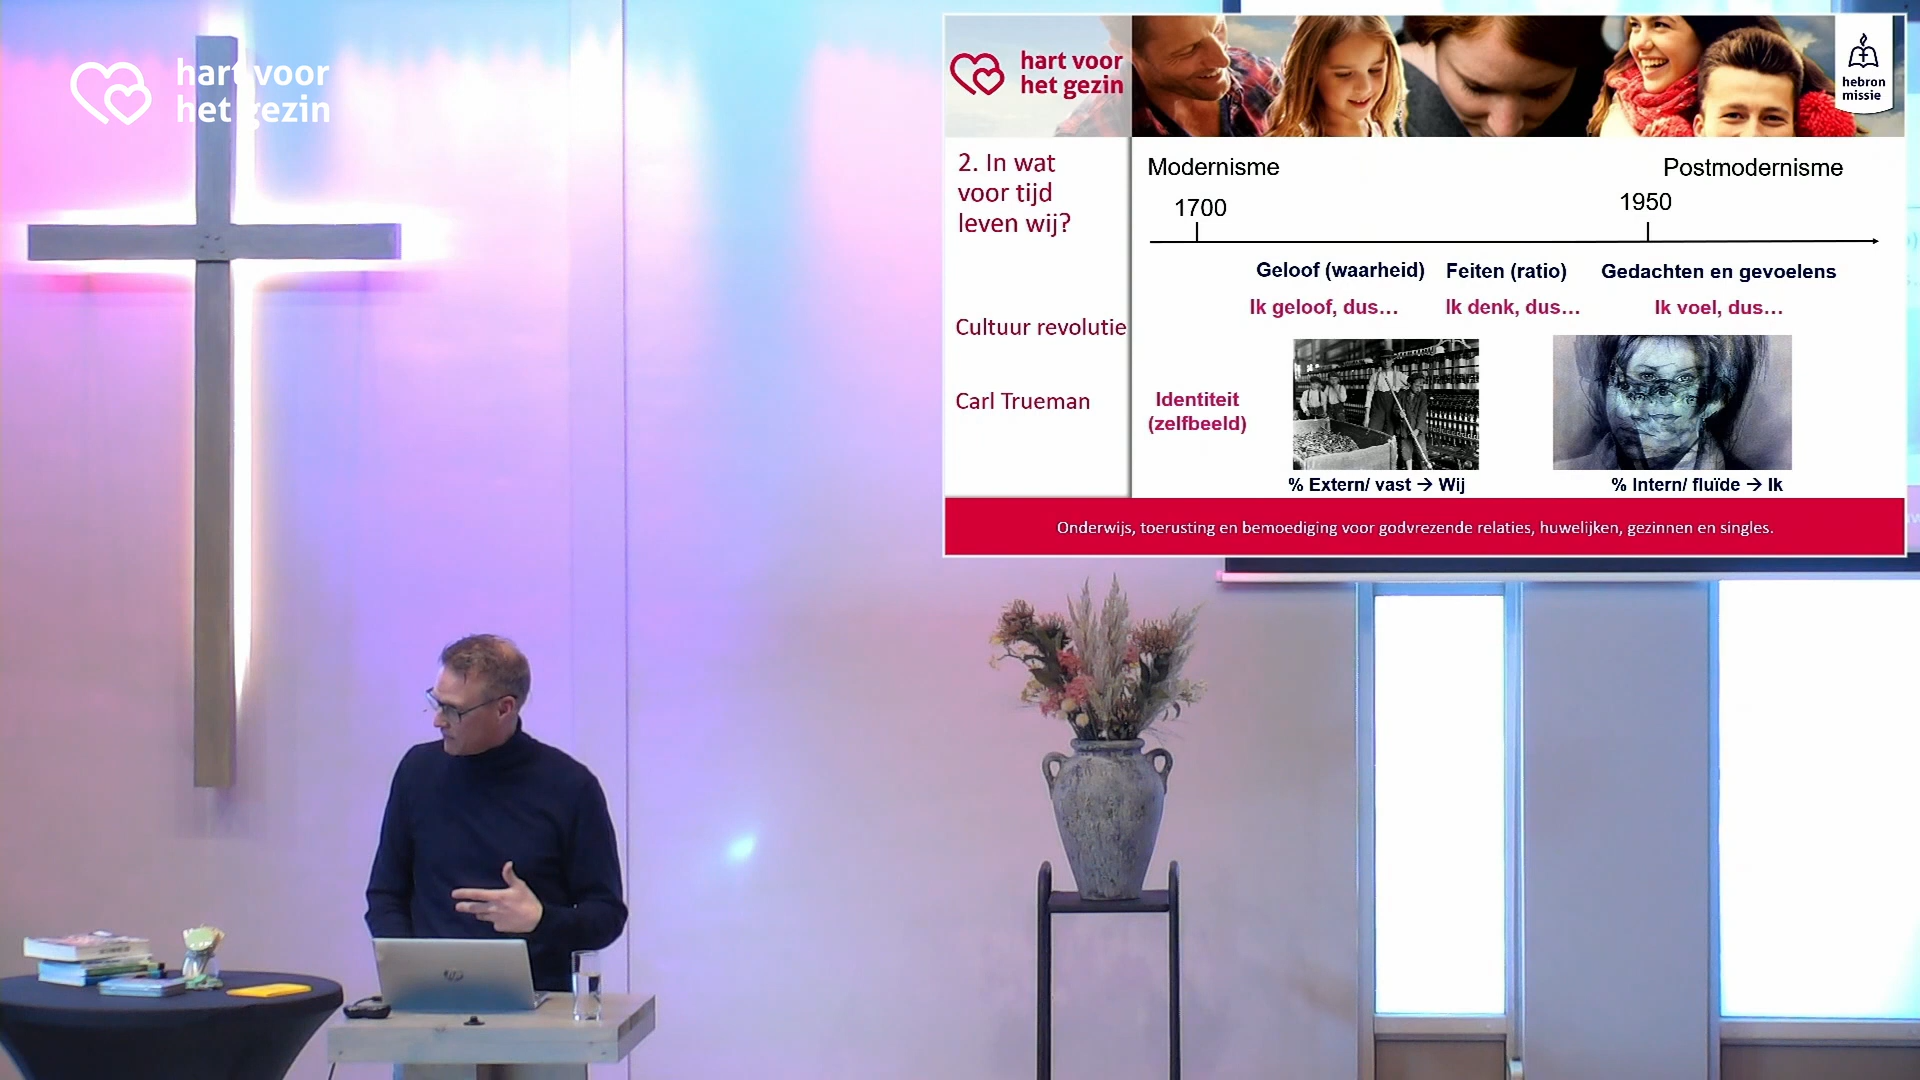 hart voor
het gezin
hart voor
het gezin
hebron
missie
2. In wat
voor tijd
leven wij?
Cultuur revolutie
Carl Trueman
Modernisme
Postmodernisme
1700
1950
Geloof (waarheid)
Feiten (ratio)
Gedachten en gevoelens
Ik geloof, dus…
Ik denk, dus…
Ik voel, dus…
Identiteit
(zelfbeeld)
% Extern/ vast → Wij
% Intern/ fluïde → Ik
Onderwijs, toerusting en bemoediging voor godvrezende relaties, huwelijken, gezinnen en singles.
hp